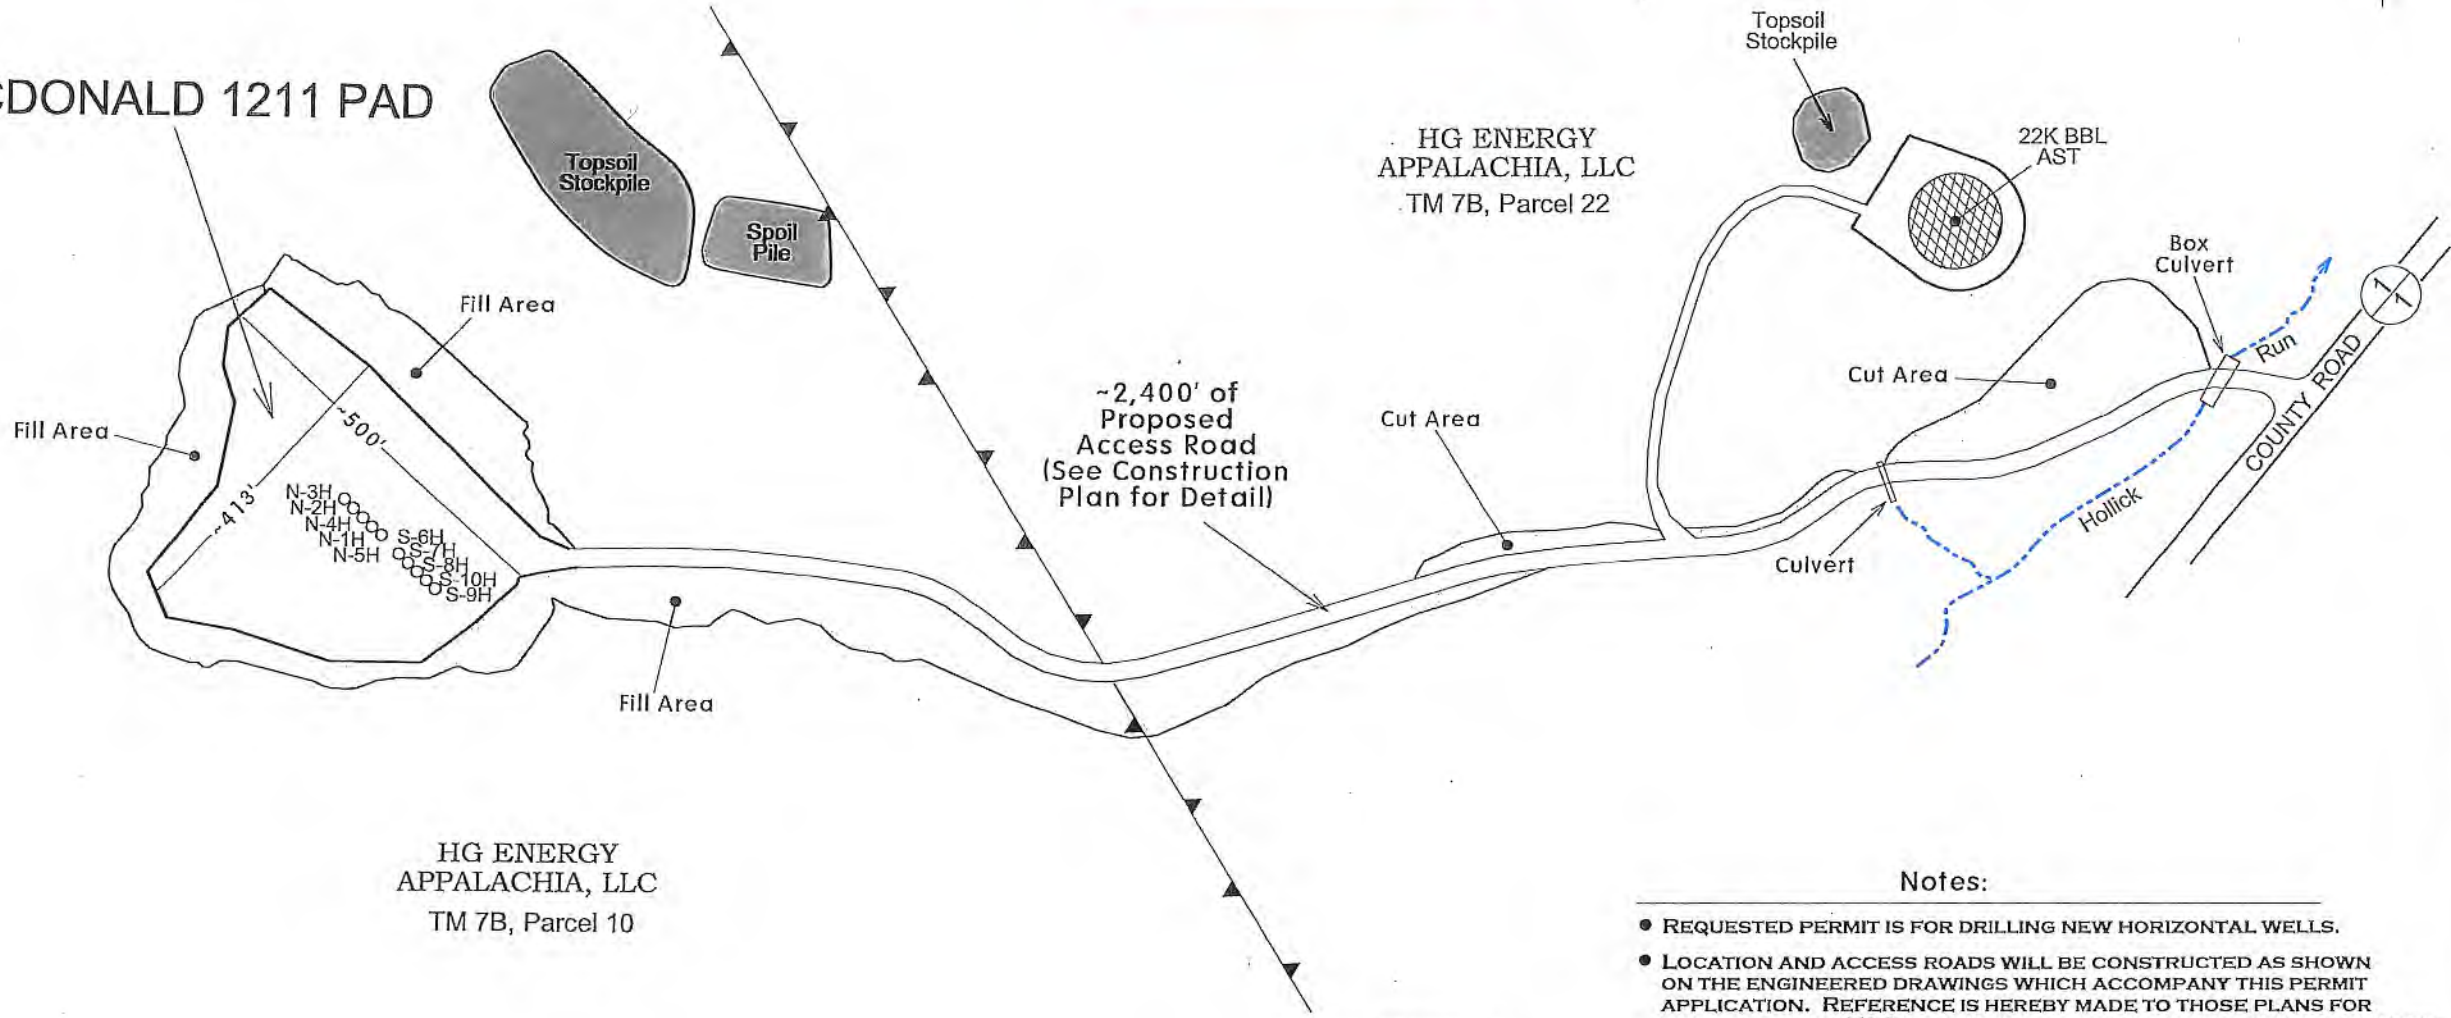 CDONALD 1211 PAD
Topsoil
Stockpile
Spoil
Pile
Topsoil
Stockpile
HG ENERGY
APPALACHIA, LLC
TM 7B, Parcel 22
22K BBL
AST
Box
Culvert
1
1
Run
COUNTY ROAD
Hollick
Cut Area
Culvert
Cut Area
~2,400' of
Proposed
Access Road
(See Construction
Plan for Detail)
Fill Area
Fill Area
~500'
~413'
N-3H
N-2H
N-4H
N-1H
N-5H
S-6H
S-7H
S-8H
S-10H
S-9H
Fill Area
HG ENERGY
APPALACHIA, LLC
TM 7B, Parcel 10
Notes:
REQUESTED PERMIT IS FOR DRILLING NEW HORIZONTAL WELLS.
LOCATION AND ACCESS ROADS WILL BE CONSTRUCTED AS SHOWN
ON THE ENGINEERED DRAWINGS WHICH ACCOMPANY THIS PERMIT
APPLICATION. REFERENCE IS HEREBY MADE TO THOSE PLANS FOR